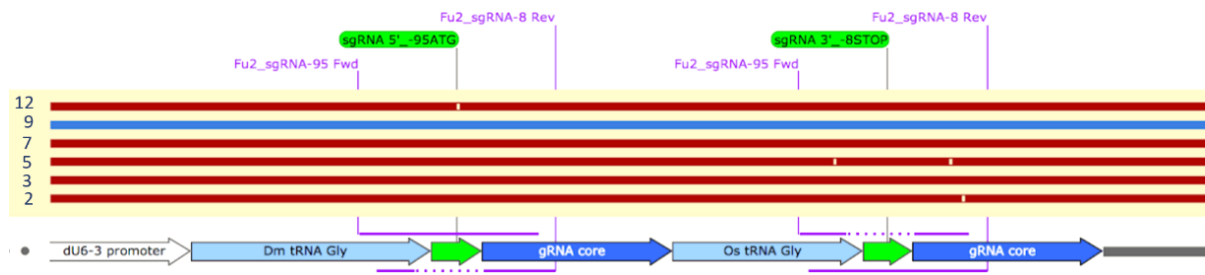 Fu2_sgRNA-8 Rev
Fu2_sgRNA-8 Rev
sgRNA 5'_-95ATG
sgRNA 3'_-8STOP
Fu2_sgRNA-95 Fwd
Fu2_sgRNA-95 Fwd
12
9
7
5
3
2
dU6-3 promoter
Dm tRNA Gly
gRNA core
Os tRNA Gly
gRNA core